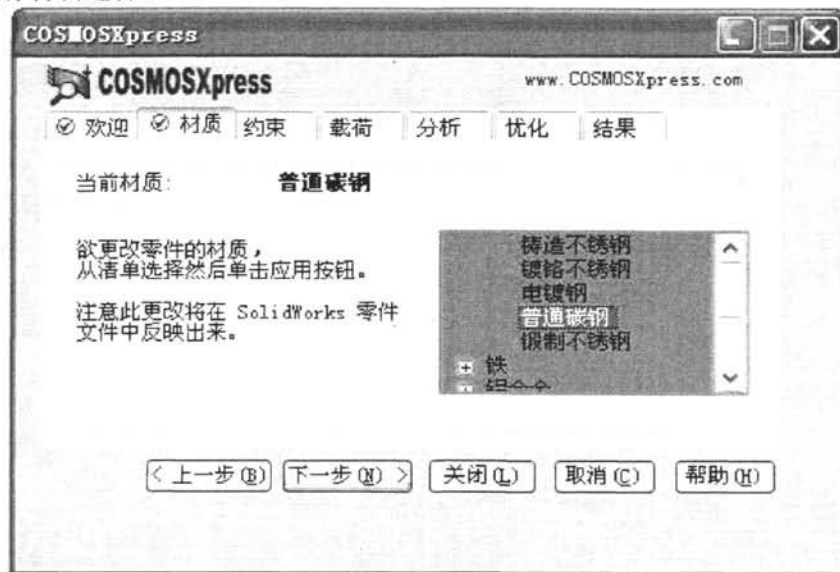 COSMOSXpress
COSMOSXpress
www.COSMOSXpress.com
欢迎 材质 约束 载荷 分析 优化 结果
当前材质: 普通碳钢
欲更改零件的材质，
从清单选择然后单击应用按钮。
注意此更改将在 SolidWorks 零件
文件中反映出来。
铸造不锈钢
镀铬不锈钢
电镀钢
普通碳钢
锻制不锈钢
铁
<上一步(B) 下一步(N)> 关闭(L) 取消(C) 帮助(H)